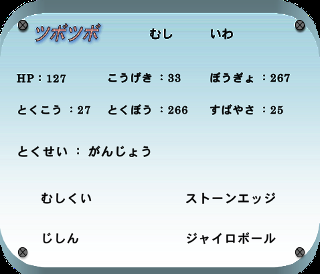 ツボツボ むし いわ
HP：127 こうげき：33 ぼうぎょ：267
とくこう：27 とくぼう：266 すばやさ：25
とくせい：がんじょう
むしくい ストーンエッジ
じしん ジャイロボール